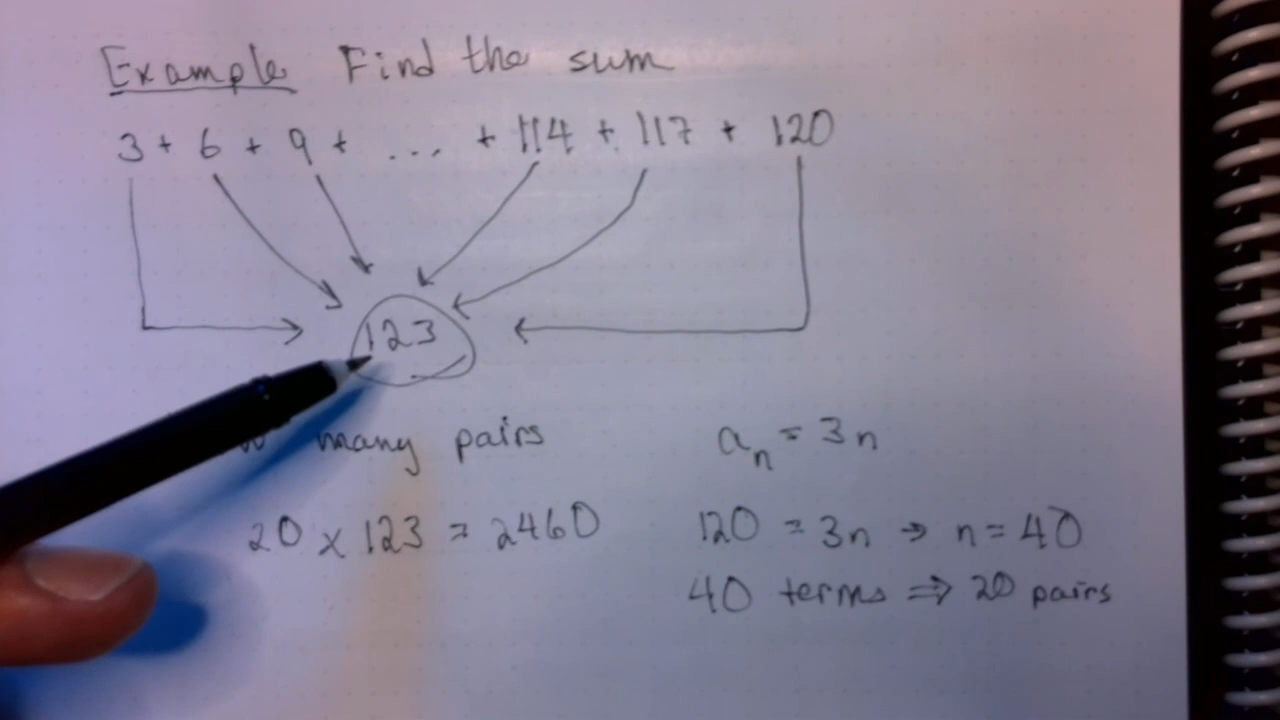 Example Find the sum
3 + 6 + 9 + ... + 114 + 117 + 120
123
many pairs
a_n = 3n
20 x 123 = 2460
120 = 3n → n = 40
40 terms ⇒ 20 pairs